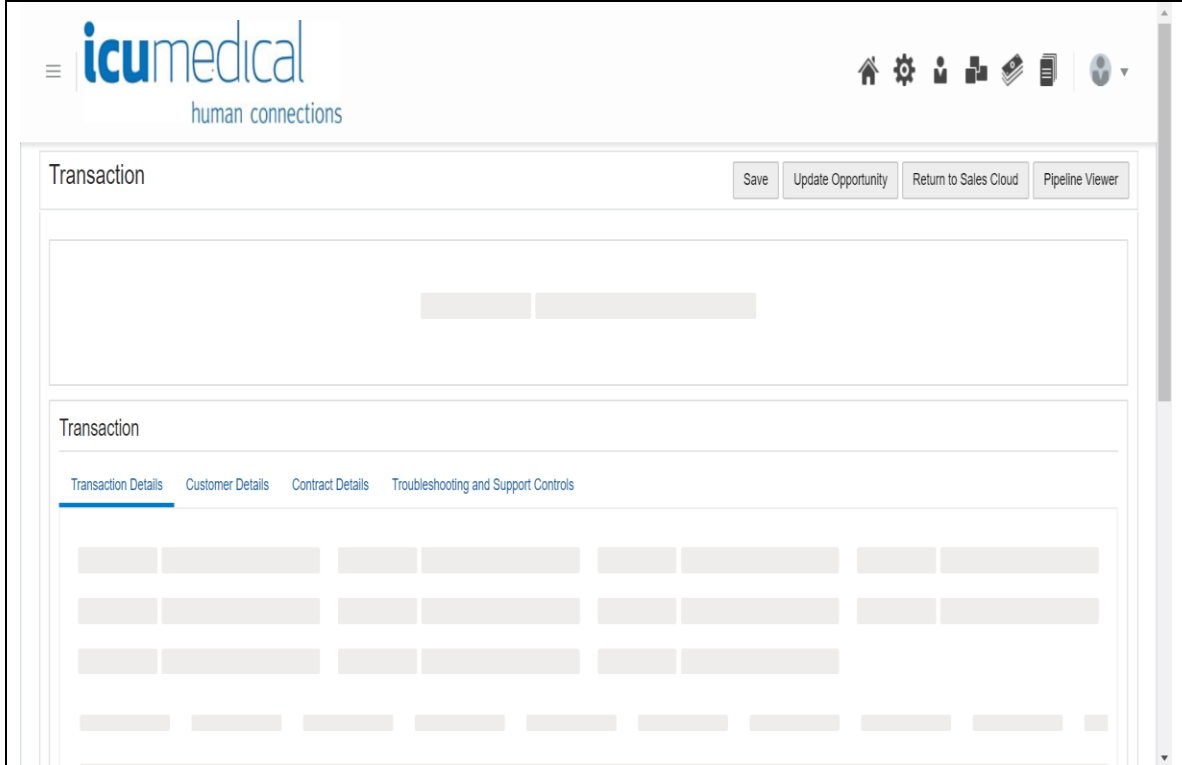 icumedical
human connections
Transaction
Save Update Opportunity Return to Sales Cloud Pipeline Viewer
Transaction
Transaction Details Customer Details Contract Details Troubleshooting and Support Controls